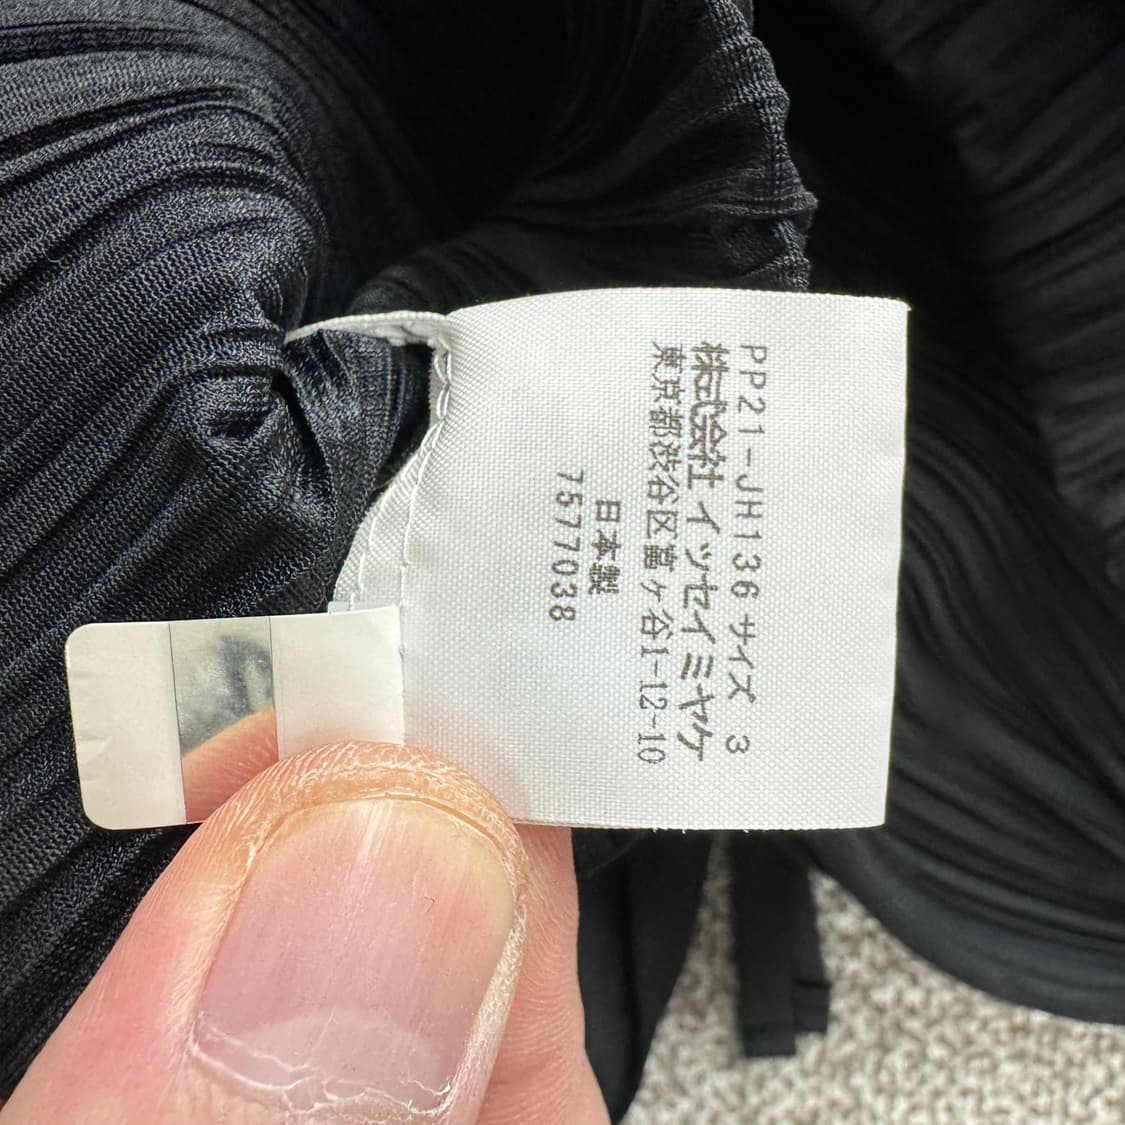 PP21-JH136 サイズ 3
株式会社 イッセイミヤケ
東京都渋谷区富ヶ谷1-12-10
日本製
7577038